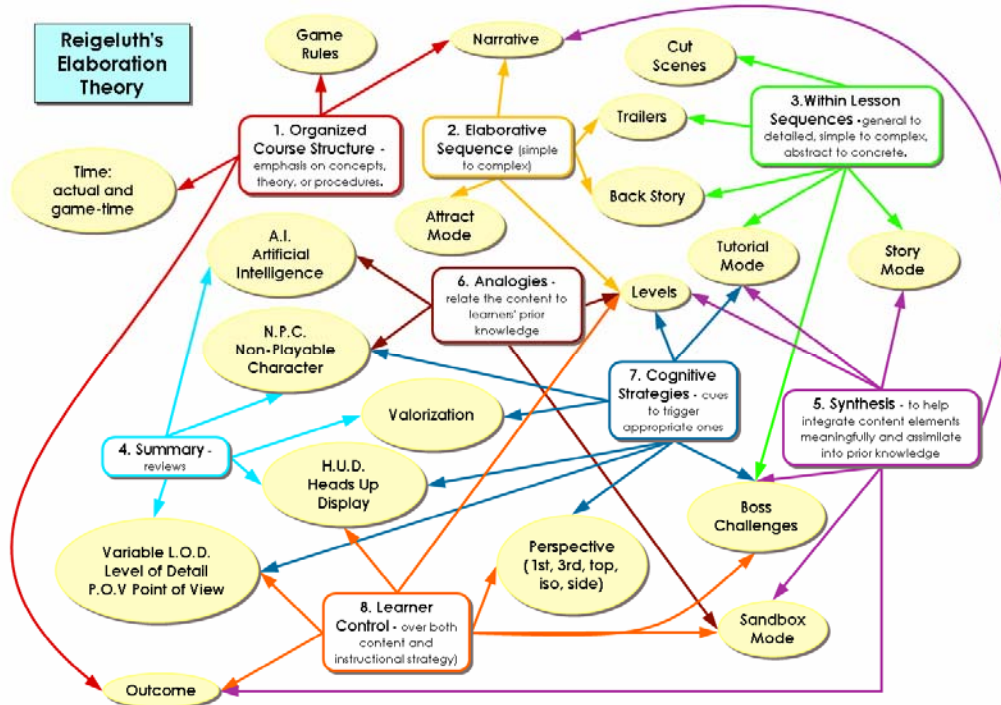 Reigeluth's
Elaboration
Theory
Game
Rules
Narrative
Cut
Scenes
1. Organized
Course Structure -
emphasis on concepts,
theory, or procedures.
2. Elaborative
Sequence (simple
to complex)
Trailers
3.Within Lesson
Sequences - general to
detailed, simple to complex,
abstract to concrete.
Time:
actual and
game-time
Back Story
Attract
Mode
Tutorial
Mode
Story
Mode
A.I.
Artificial
Intelligence
6. Analogies -
relate the content to
learners' prior
knowledge
Levels
N.P.C.
Non-Playable
Character
7. Cognitive
Strategies - cues
to trigger
appropriate ones
5. Synthesis - to help
integrate content elements
meaningfully and assimilate
into prior knowledge
Valorization
4. Summary -
reviews
H.U.D.
Heads Up
Display
Boss
Challenges
Variable L.O.D.
Level of Detail
P.O.V Point of View
Perspective
(1st, 3rd, top,
iso, side)
8. Learner
Control - over both
content and
instructional strategy)
Sandbox
Mode
Outcome